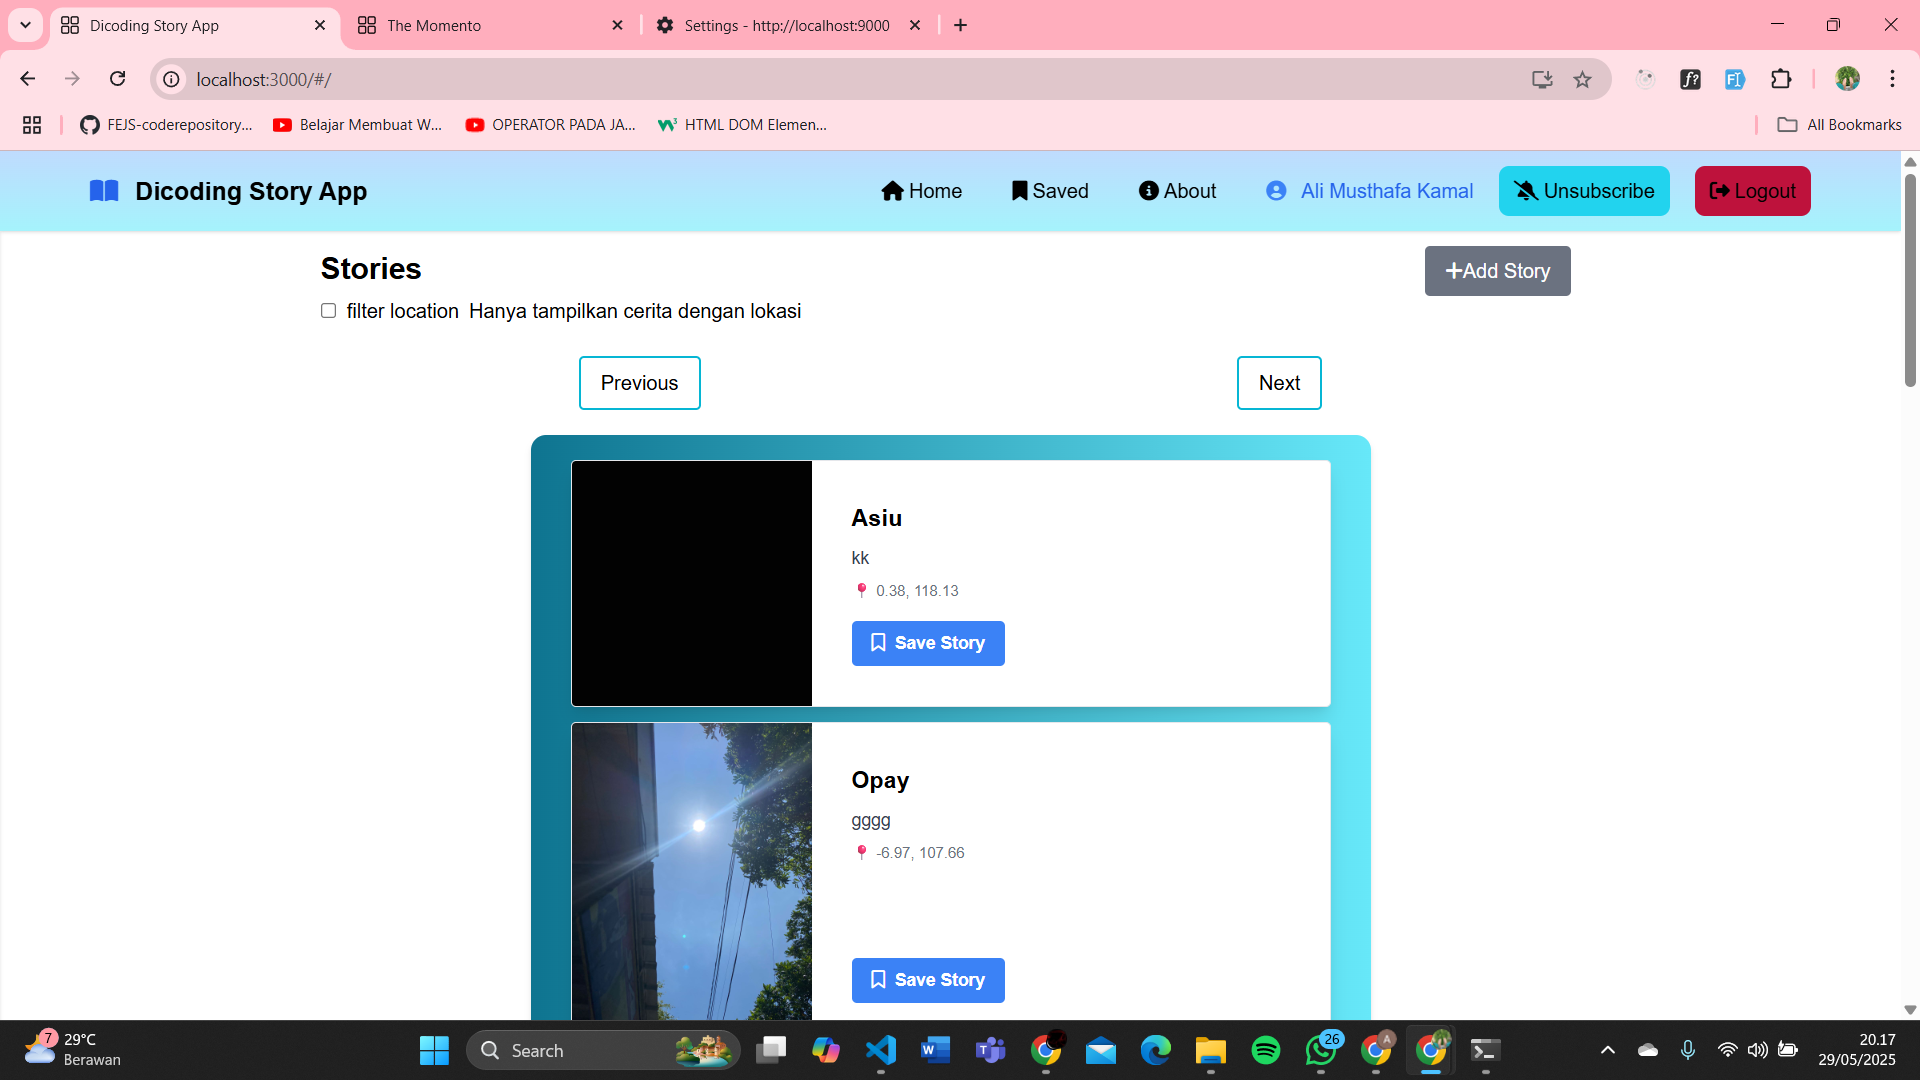 Dicoding Story App
The Momento
Settings - http://localhost:9000
localhost:3000/#/
FEJS-coderepository...
Belajar Membuat W...
OPERATOR PADA JA...
HTML DOM Elemen...
All Bookmarks
Dicoding Story App
Home
Saved
About
Ali Musthafa Kamal
Unsubscribe
Logout
Stories
+Add Story
filter location Hanya tampilkan cerita dengan lokasi
Previous
Next
Asiu
kk
0.38, 118.13
Save Story
Opay
gggg
-6.97, 107.66
Save Story
7
29°C
Berawan
Search
26
A
20.17
29/05/2025